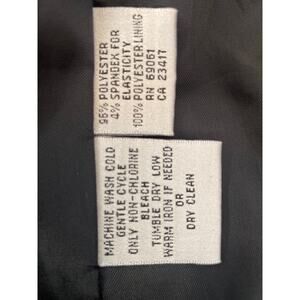 96% POLYESTER
4% SPANDEX FOR
ELASTICITY
100% POLYESTER LINING
RN 69061
CA 23417
MACHINE WASH COLD
GENTLE CYCLE
ONLY NON-CHLORINE
BLEACH
TUMBLE DRY LOW
WARM IRON IF NEEDED
OR
DRY CLEAN